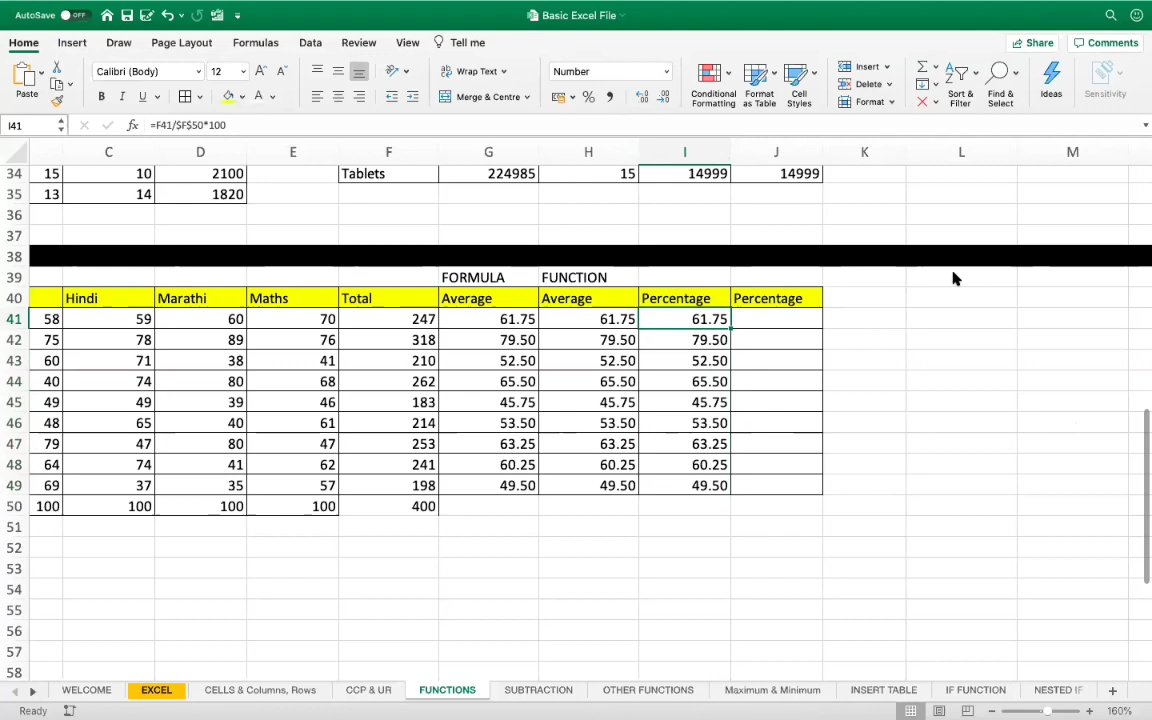 AutoSave OFF Basic Excel File
Home Insert Draw Page Layout Formulas Data Review View Tell me Share Comments
Paste Calibri (Body) 12 A A Wrap Text Number Conditional Formatting Format as Table Cell Styles Insert Sort & Filter Find & Select Ideas Sensitivity
B I U A Merge & Centre % Delete Format
I41 fx =F41/$F$50*100
C D E F G H I J K L M
34 15 10 2100 Tablets 224985 15 14999 14999
35 13 14 1820
36
37
38
39 FORMULA FUNCTION
40 Hindi Marathi Maths Total Average Average Percentage Percentage
41 58 59 60 70 247 61.75 61.75 61.75
42 75 78 89 76 318 79.50 79.50 79.50
43 60 71 38 41 210 52.50 52.50 52.50
44 40 74 80 68 262 65.50 65.50 65.50
45 49 49 39 46 183 45.75 45.75 45.75
46 48 65 40 61 214 53.50 53.50 53.50
47 79 47 80 47 253 63.25 63.25 63.25
48 64 74 41 62 241 60.25 60.25 60.25
49 69 37 35 57 198 49.50 49.50 49.50
50 100 100 100 100 400
51
52
53
54
55
56
57
58
WELCOME EXCEL CELLS & Columns, Rows CCP & UR FUNCTIONS SUBTRACTION OTHER FUNCTIONS Maximum & Minimum INSERT TABLE IF FUNCTION NESTED IF
Ready 160%